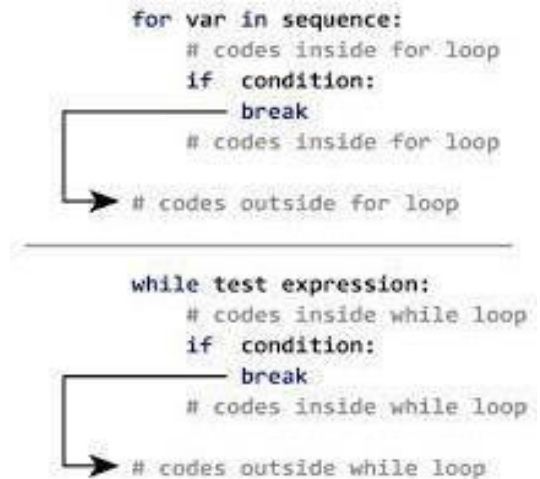 for var in sequence:
# codes inside for loop
if condition:
break
# codes inside for loop
# codes outside for loop
while test expression:
# codes inside while loop
if condition:
break
# codes inside while loop
# codes outside while loop